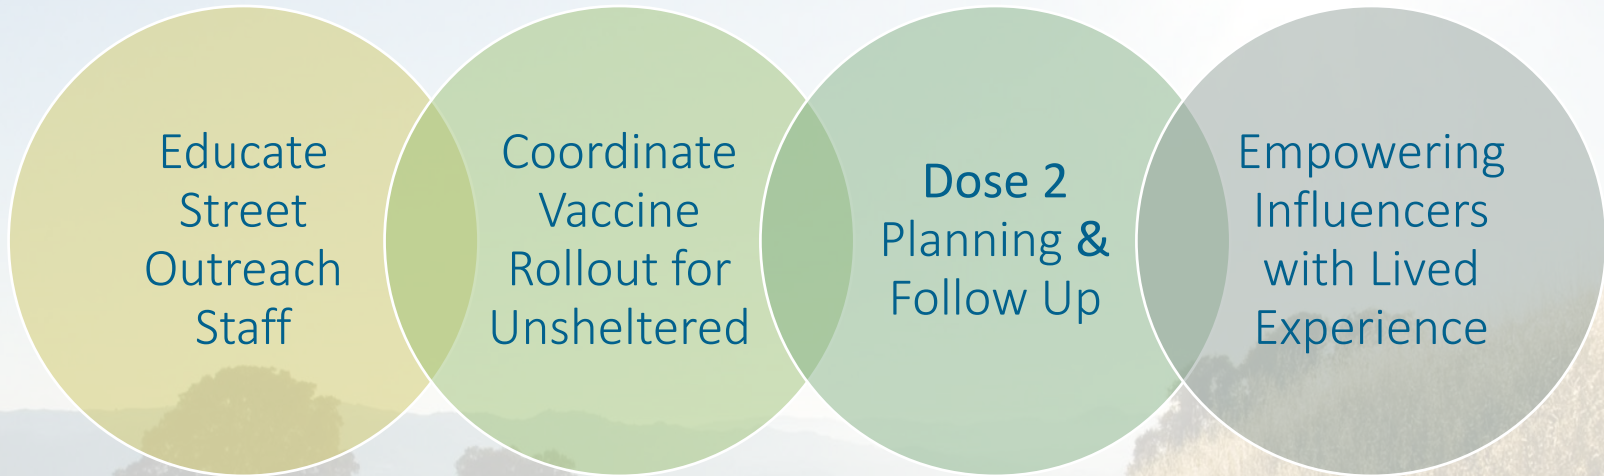 Educate
Street
Outreach
Staff
Coordinate
Vaccine
Rollout for
Unsheltered
Dose 2
Planning &
Follow Up
Empowering
Influencers
with Lived
Experience